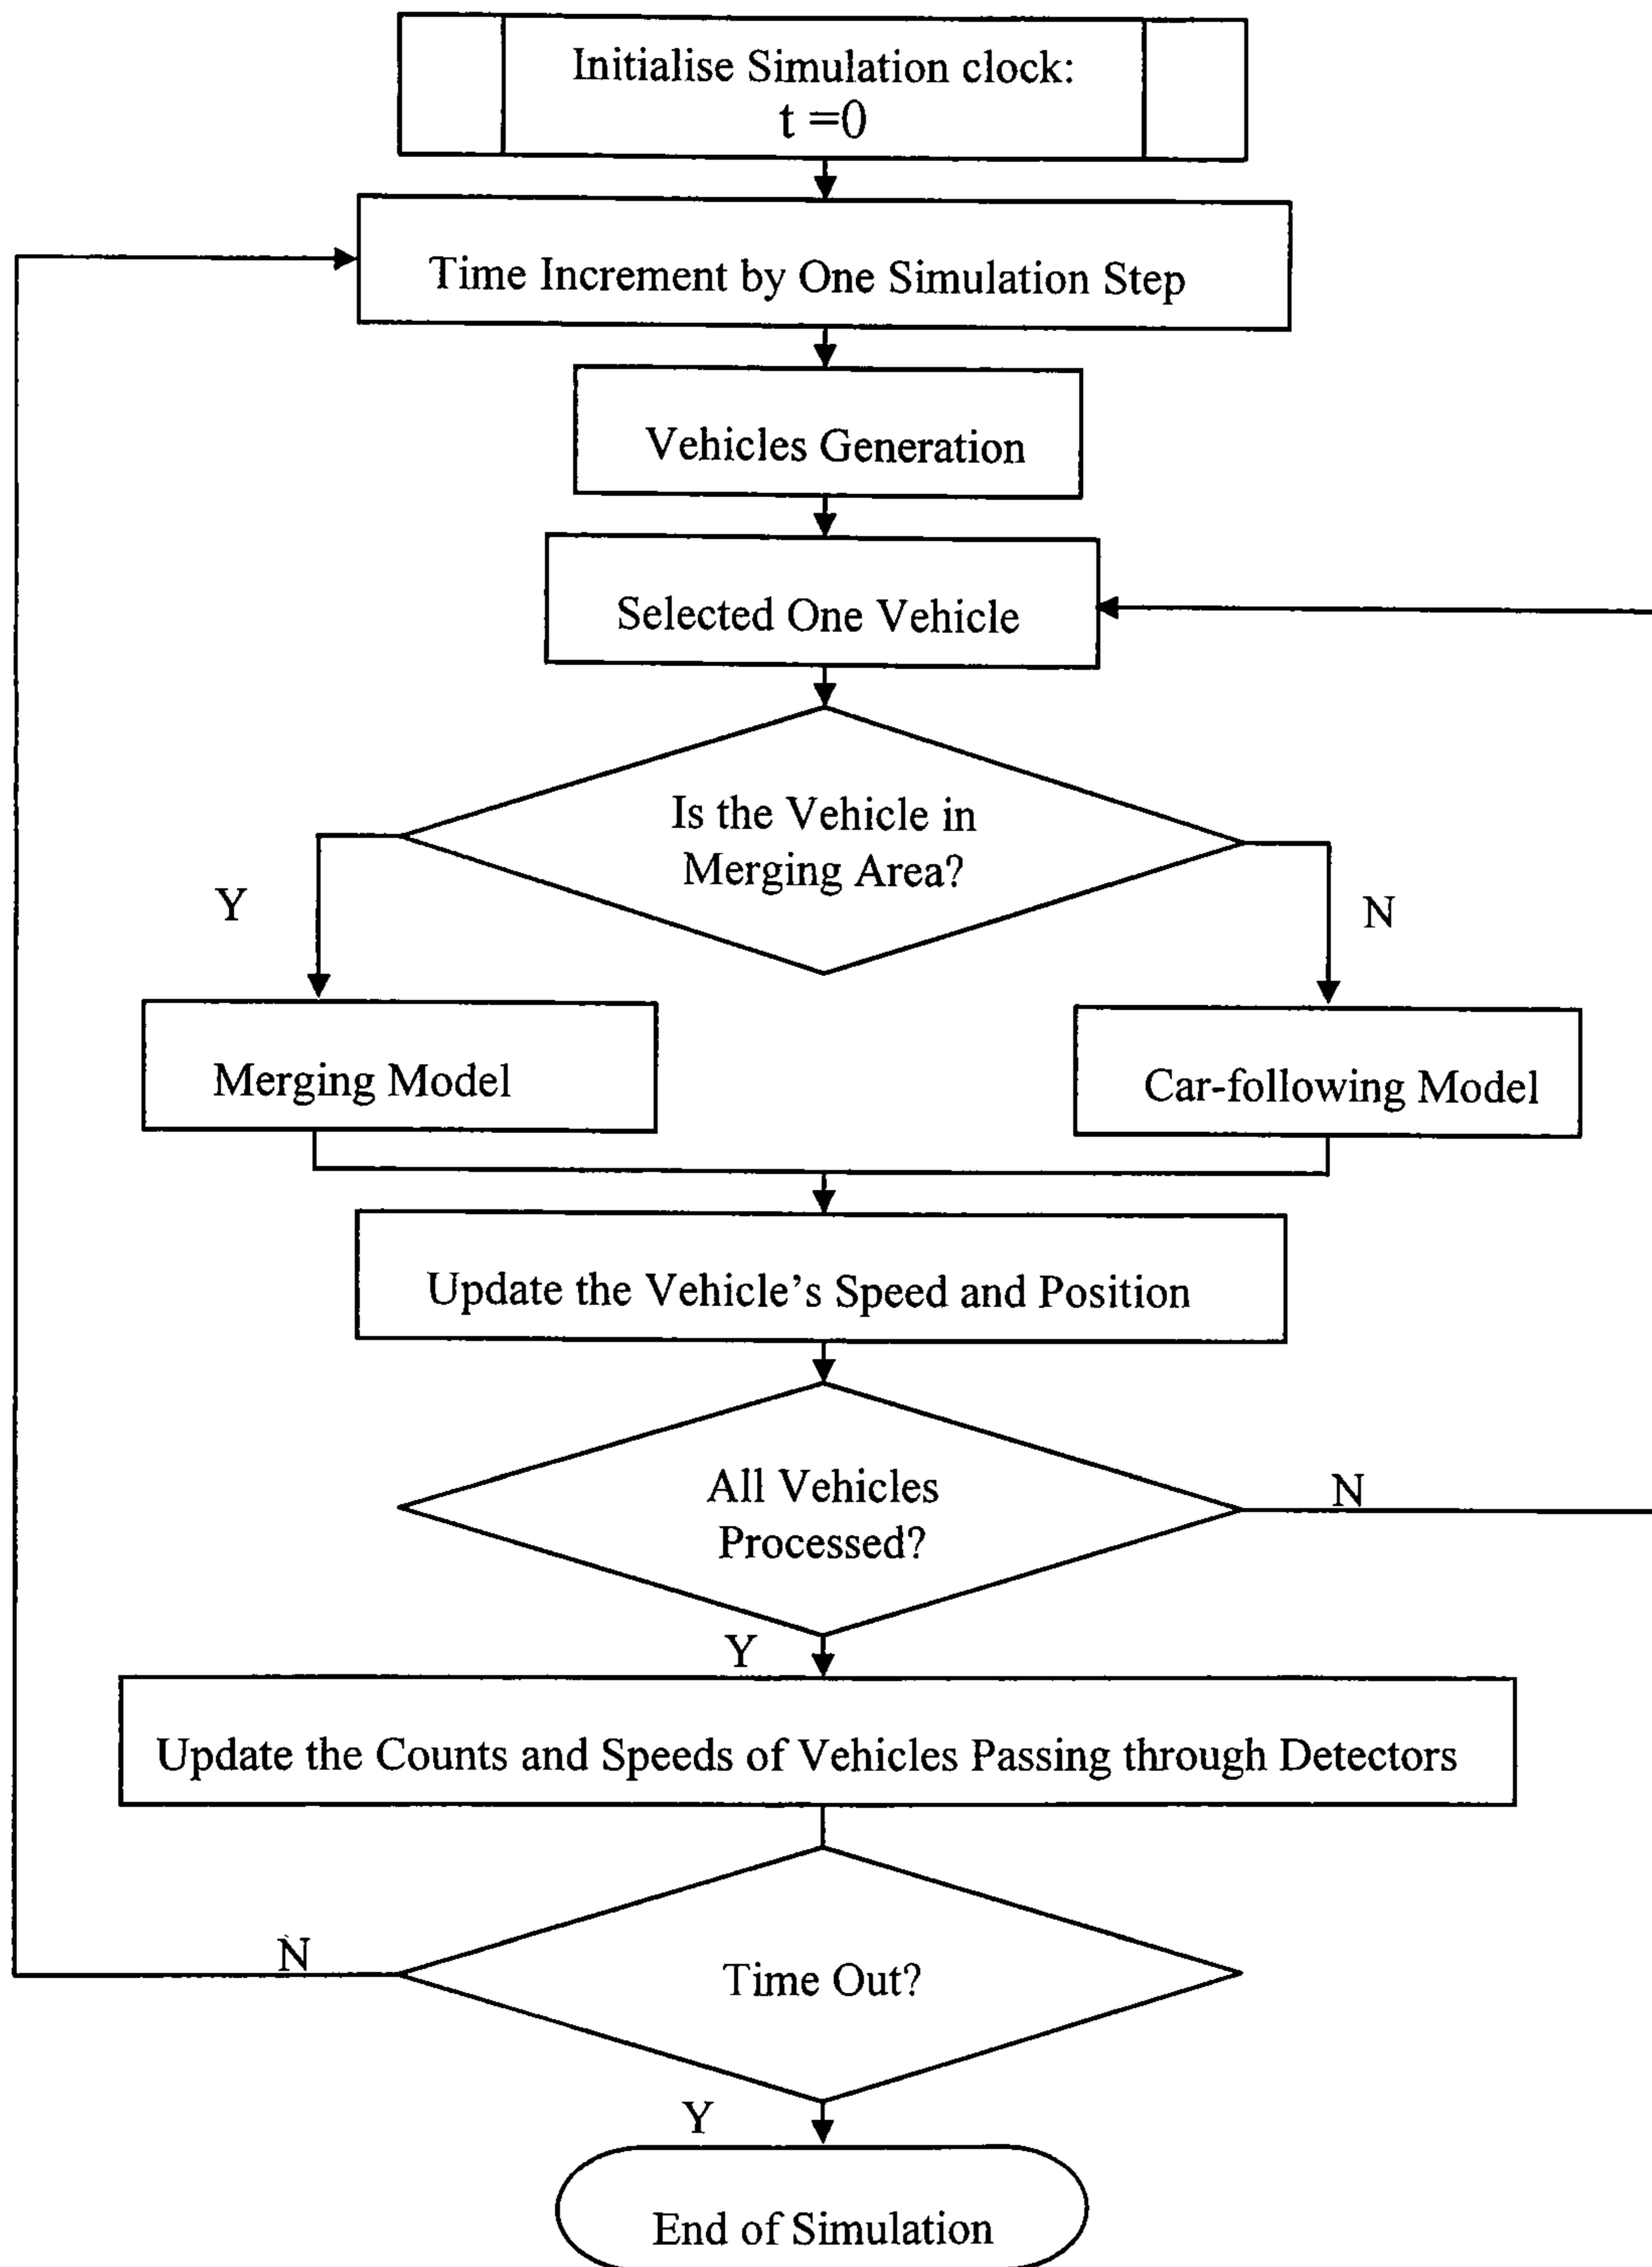 Initialise Simulation clock:
t =0
Time Increment by One Simulation Step
Vehicles Generation
Selected One Vehicle
Is the Vehicle in
Merging Area?
Y
N
Merging Model
Car-following Model
Update the Vehicle's Speed and Position
All Vehicles
Processed?
N
Y
Update the Counts and Speeds of Vehicles Passing through Detectors
N
Time Out?
Y
End of Simulation